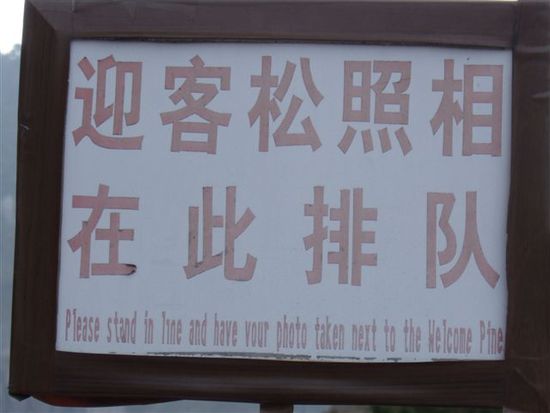 迎客松照相
在此排队
Please stand in line and have your photo taken next to the Welcome Pine